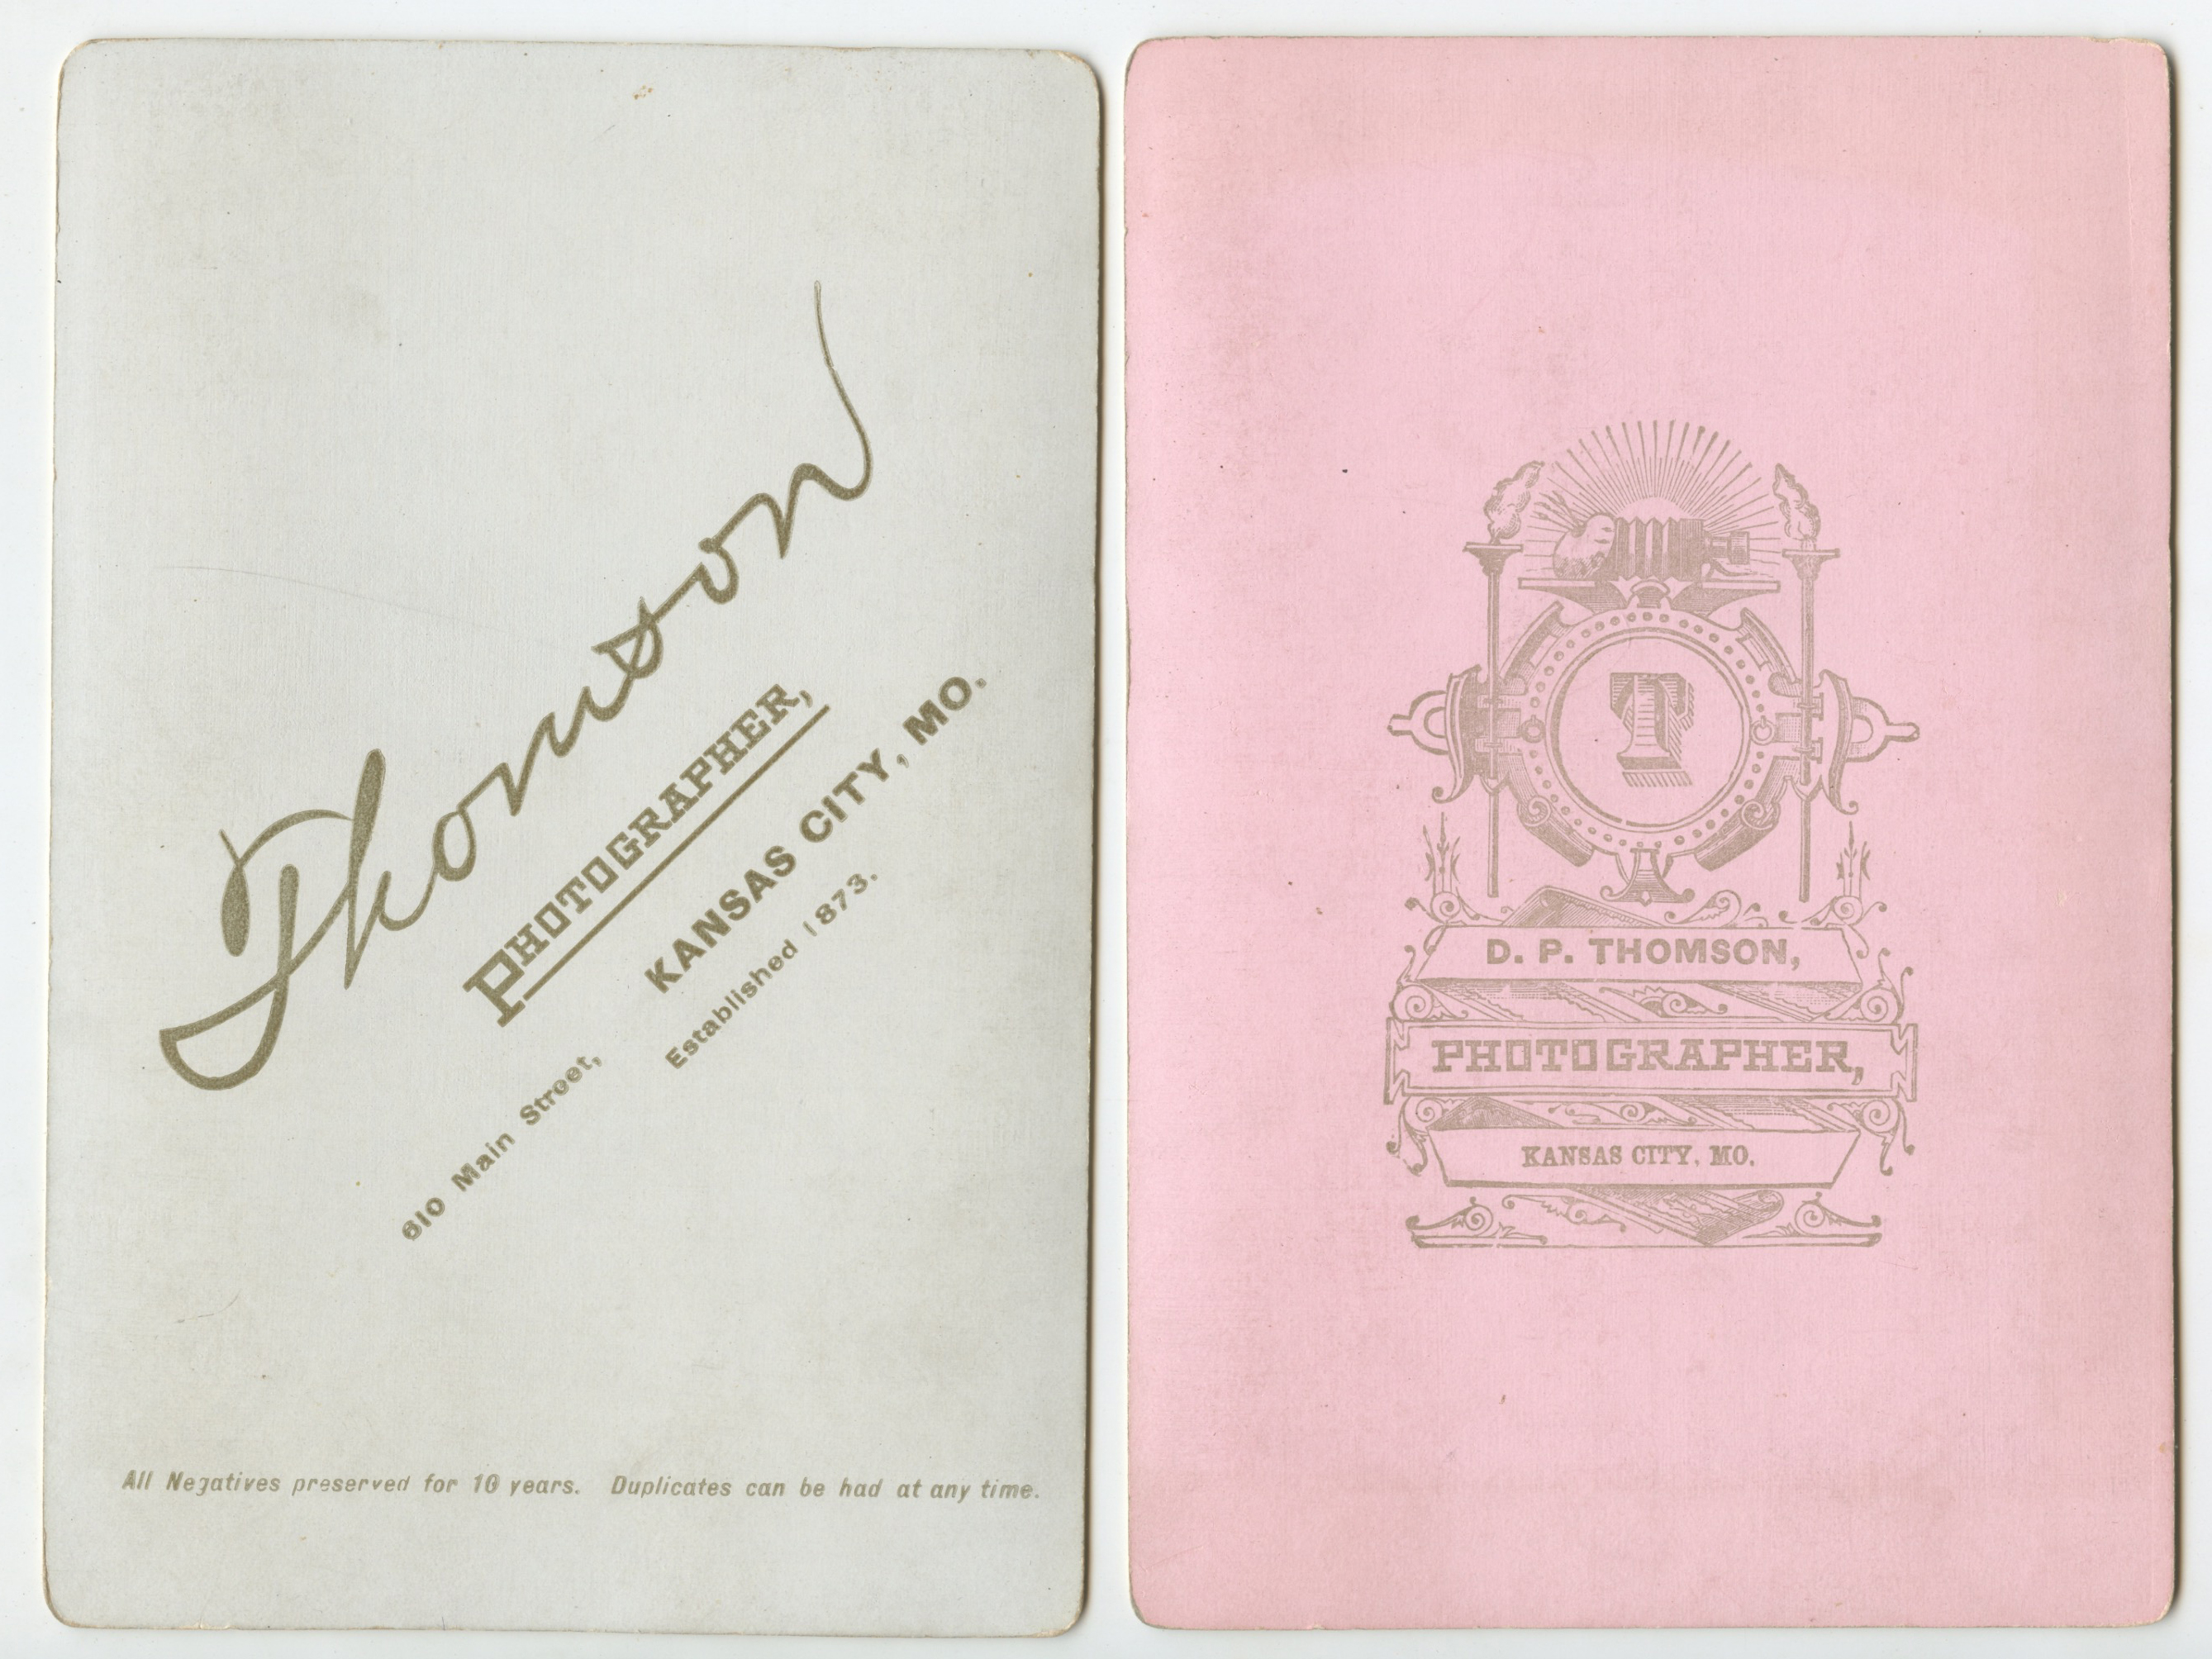 Thomson
PHOTOGRAPHER,
KANSAS CITY, MO.
610 Main Street,
Established 1873.
All Negatives preserved for 10 years. Duplicates can be had at any time.
T
D. P. THOMSON,
PHOTOGRAPHER,
KANSAS CITY, MO.